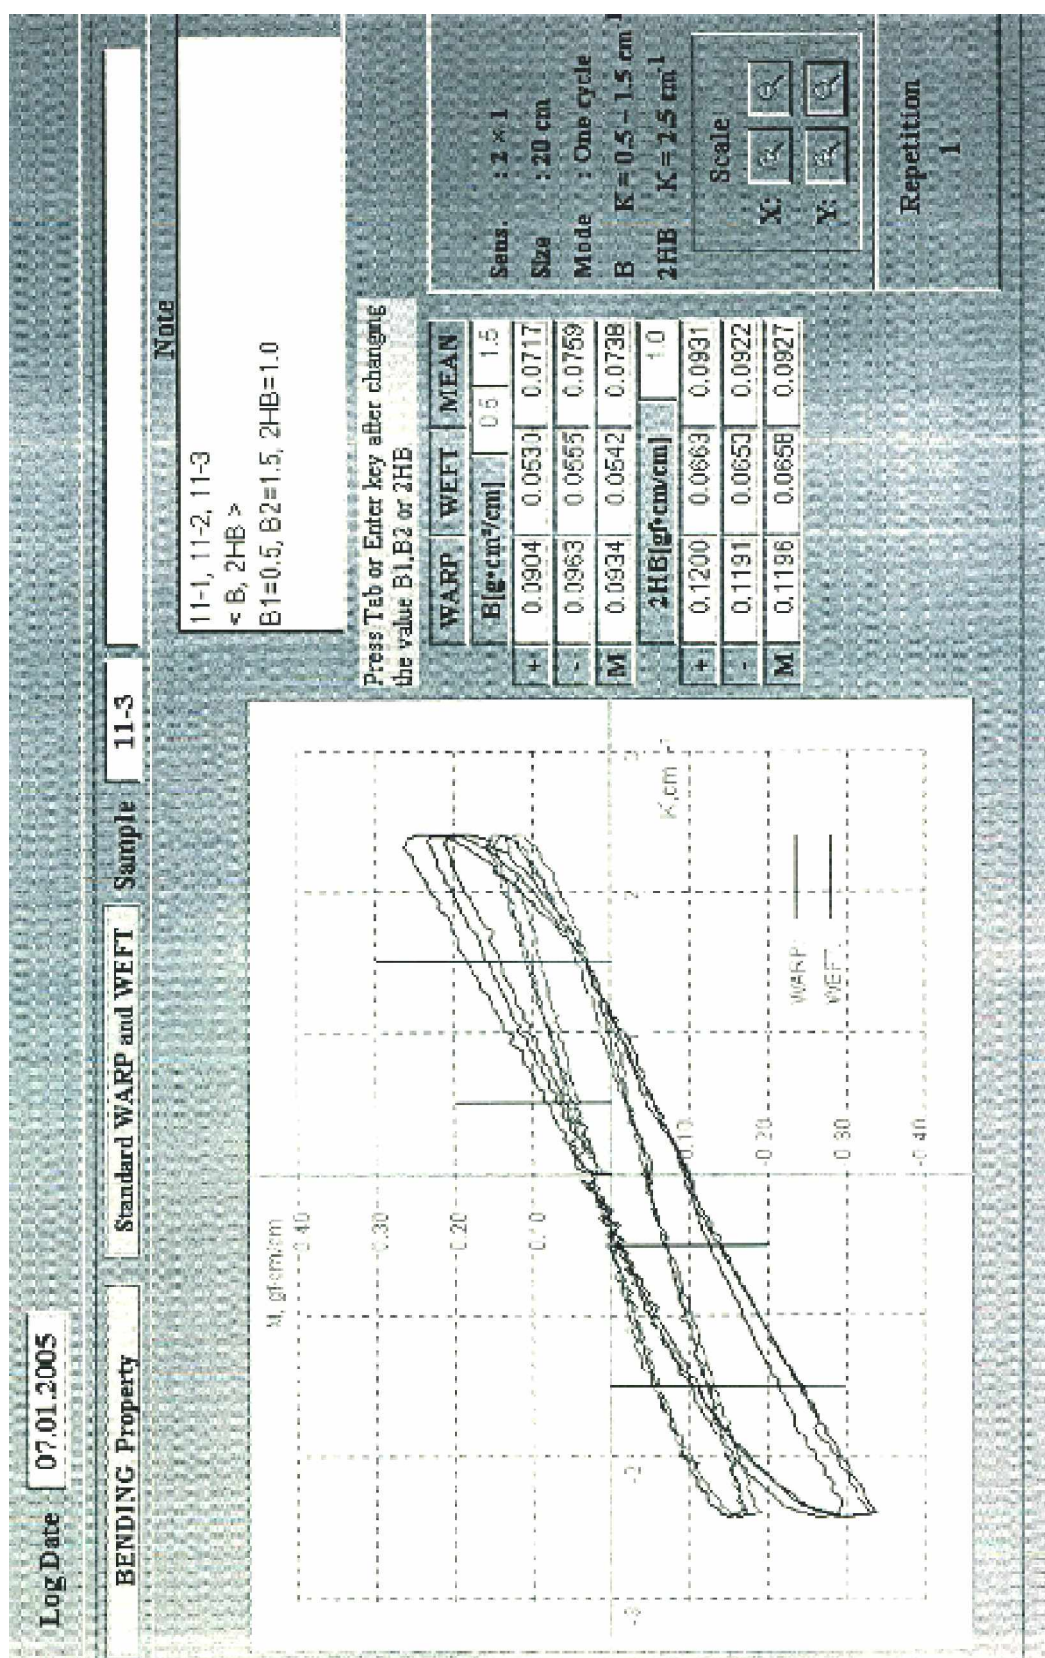 Log Date 07.01.2005
BENDING Property Standard WARP and WEFT Sample 11-3
Note
11-1, 11-2, 11-3
< B, 2HB >
B1=0.5, B2=1.5, 2HB=1.0
Press Tab or Enter key after changing
the value B1,B2 or 2HB
WARP WEFT MEAN
B[g*cm²/cm] 0.5 1.5
+ 0.0904 0.0530 0.0717
- 0.0963 0.0555 0.0759
M 0.0934 0.0542 0.0738
2HB[gf*cm/cm] 1.0
+ 0.1200 0.0663 0.0931
- 0.1191 0.0653 0.0922
M 0.1196 0.0658 0.0927
Sens. : 2 × 1
Size : 20 cm
Mode : One cycle
B K = 0.5 – 1.5 cm⁻¹
2HB K = 2.5 cm⁻¹
Scale
X:
Y:
Repetition
1
M, gf·cm/cm
0.40
0.30
0.20
0.10
-3
2
3
K, cm⁻¹
-0.20
-0.40
WARP
WEFT